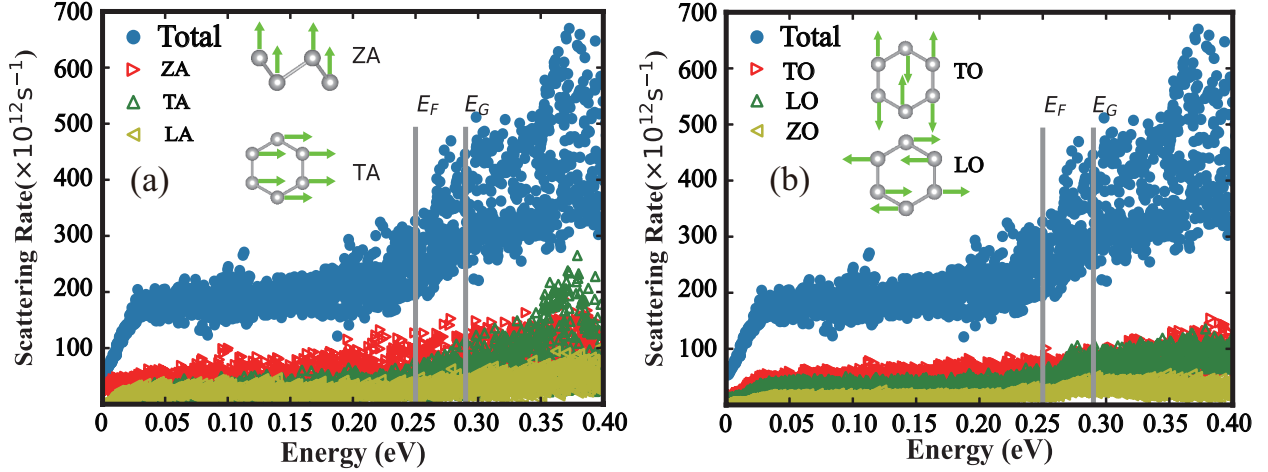 700
600
500
400
300
200
100
Scattering Rate(×10¹²s⁻¹)
Total
ZA
TA
LA
ZA
TA
(a)
E_F
E_G
0
0.05
0.10
0.15
0.20
0.25
0.30
0.35
0.40
Energy (eV)
700
600
500
400
300
200
100
Scattering Rate(×10¹²s⁻¹)
Total
TO
LO
ZO
TO
LO
(b)
E_F
E_G
0
0.05
0.10
0.15
0.20
0.25
0.30
0.35
0.40
Energy (eV)